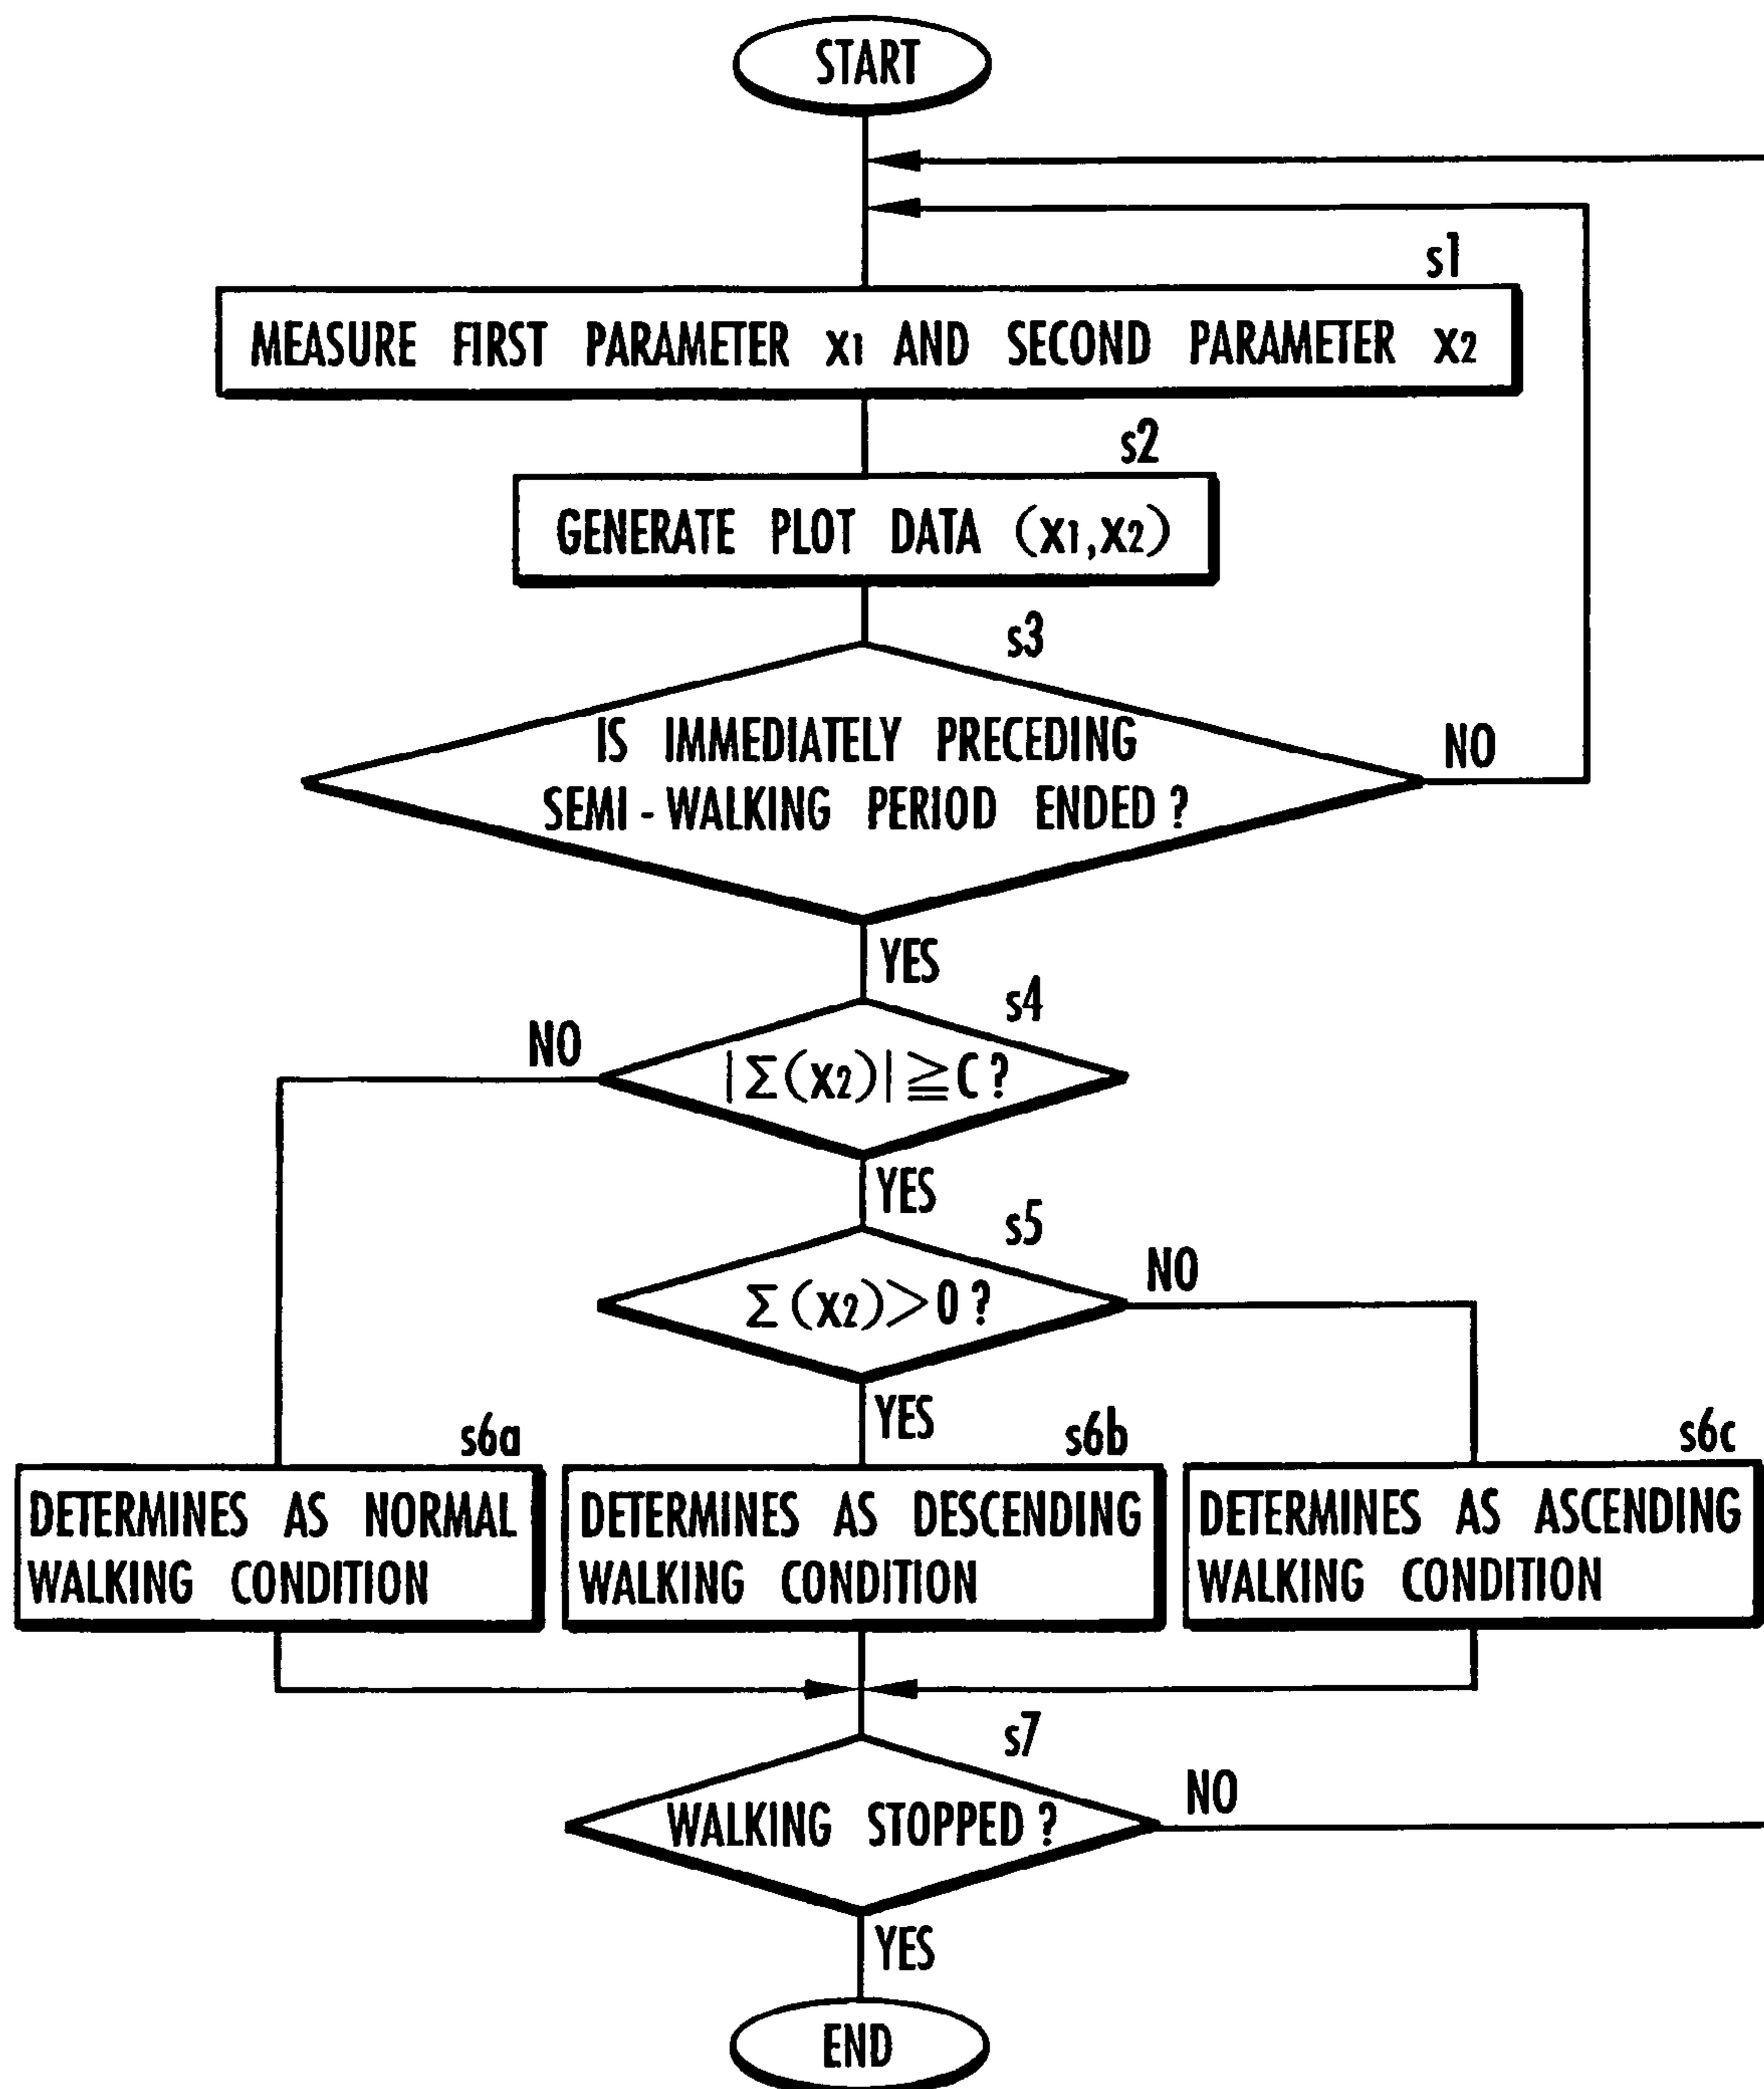 START
s1
MEASURE FIRST PARAMETER x1 AND SECOND PARAMETER x2
s2
GENERATE PLOT DATA (x1,x2)
s3
IS IMMEDIATELY PRECEDING
SEMI-WALKING PERIOD ENDED?
NO
YES
s4
NO
|Σ(x2)|≧C?
YES
s5
Σ(x2)>0?
NO
YES
s6a
DETERMINES AS NORMAL
WALKING CONDITION
s6b
DETERMINES AS DESCENDING
WALKING CONDITION
s6c
DETERMINES AS ASCENDING
WALKING CONDITION
s7
WALKING STOPPED?
NO
YES
END